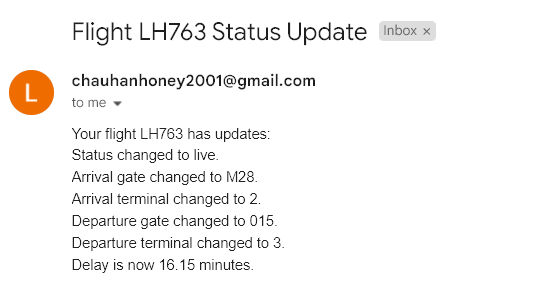 Flight LH763 Status Update Inbox ×
L
chauhanhoney2001@gmail.com
to me
Your flight LH763 has updates:
Status changed to live.
Arrival gate changed to M28.
Arrival terminal changed to 2.
Departure gate changed to 015.
Departure terminal changed to 3.
Delay is now 16.15 minutes.